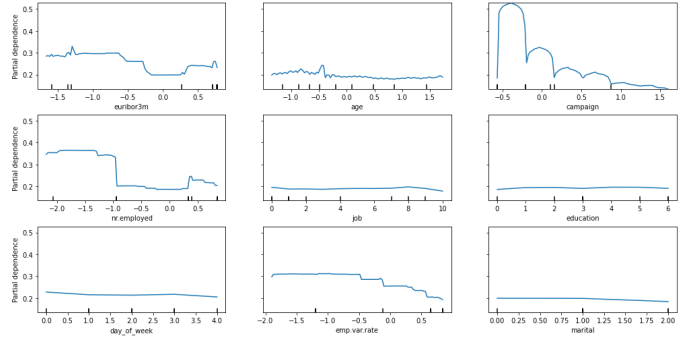 Partial dependence
0.5
0.4
0.3
0.2
−1.5 −1.0 −0.5 0.0 0.5
euribor3m
−1.0 −0.5 0.0 0.5 1.0 1.5
age
−0.5 0.0 0.5 1.0 1.5
campaign
Partial dependence
0.5
0.4
0.3
0.2
−2.0 −1.5 −1.0 −0.5 0.0 0.5
nr.employed
0 2 4 6 8 10
job
0 1 2 3 4 5 6
education
Partial dependence
0.5
0.4
0.3
0.2
0.0 0.5 1.0 1.5 2.0 2.5 3.0 3.5 4.0
day_of_week
−2.0 −1.5 −1.0 −0.5 0.0 0.5
emp.var.rate
0.00 0.25 0.50 0.75 1.00 1.25 1.50 1.75 2.00
marital